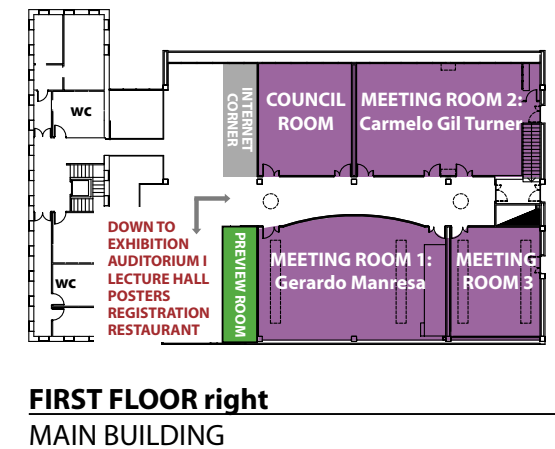 WC
INTERNET
CORNER
COUNCIL
ROOM
MEETING ROOM 2:
Carmelo Gil Turner
DOWN TO
EXHIBITION
AUDITORIUM I
LECTURE HALL
POSTERS
REGISTRATION
RESTAURANT
WC
PREVIEW ROOM
MEETING ROOM 1:
Gerardo Manresa
MEETING
ROOM 3
FIRST FLOOR right
MAIN BUILDING